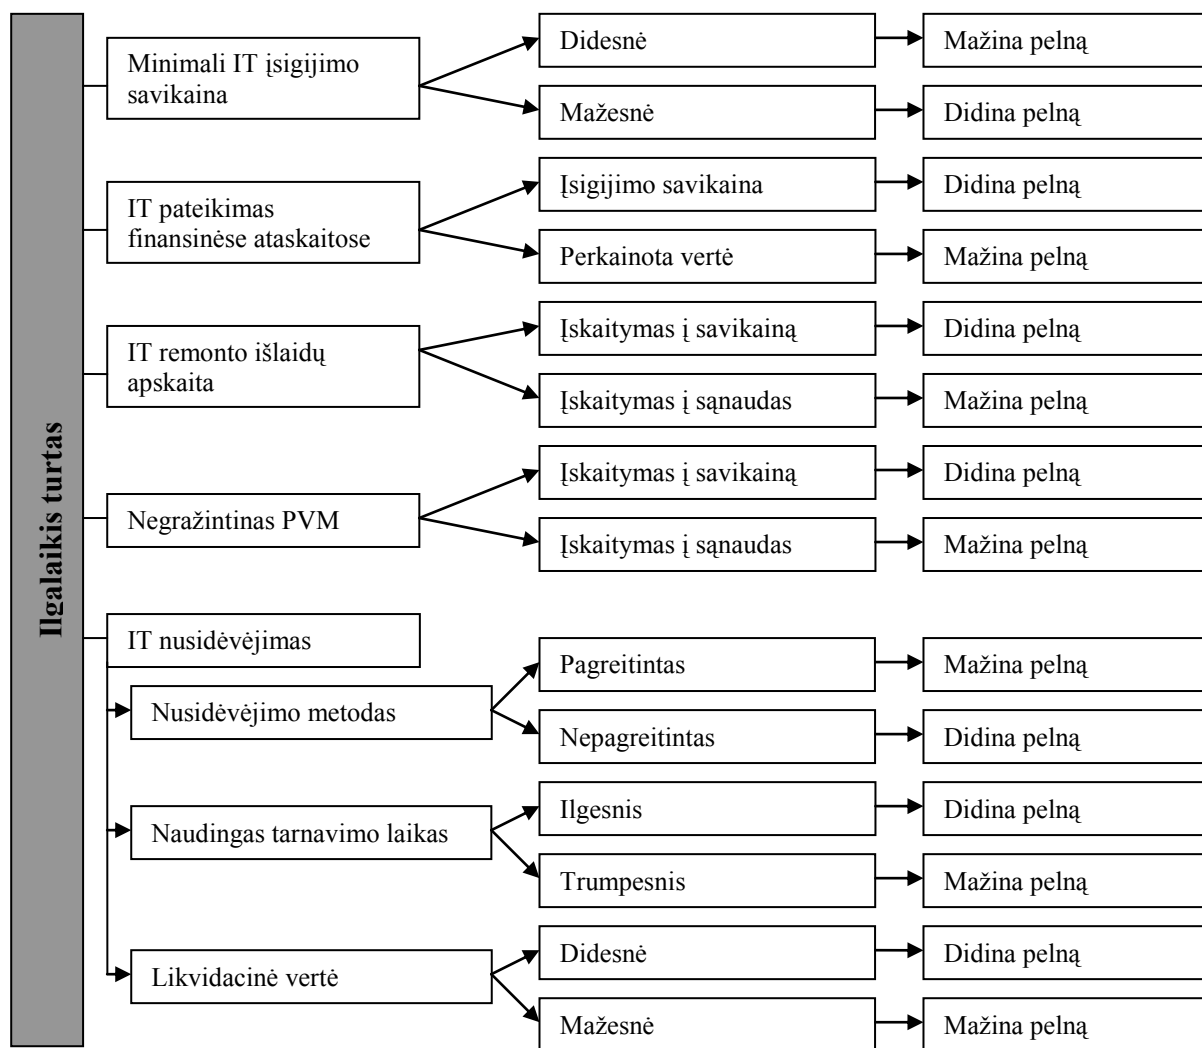 Ilgalaikis turtas
Minimali IT įsigijimo
savikaina
Didesnė
Mažina pelną
Mažesnė
Didina pelną
IT pateikimas
finansinėse ataskaitose
Įsigijimo savikaina
Didina pelną
Perkainota vertė
Mažina pelną
IT remonto išlaidų
apskaita
Įskaitymas į savikainą
Didina pelną
Įskaitymas į sąnaudas
Mažina pelną
Negražintinas PVM
Įskaitymas į savikainą
Didina pelną
Įskaitymas į sąnaudas
Mažina pelną
IT nusidėvėjimas
Nusidėvėjimo metodas
Pagreitintas
Mažina pelną
Nepagreitintas
Didina pelną
Naudingas tarnavimo laikas
Ilgesnis
Didina pelną
Trumpesnis
Mažina pelną
Likvidacinė vertė
Didesnė
Didina pelną
Mažesnė
Mažina pelną